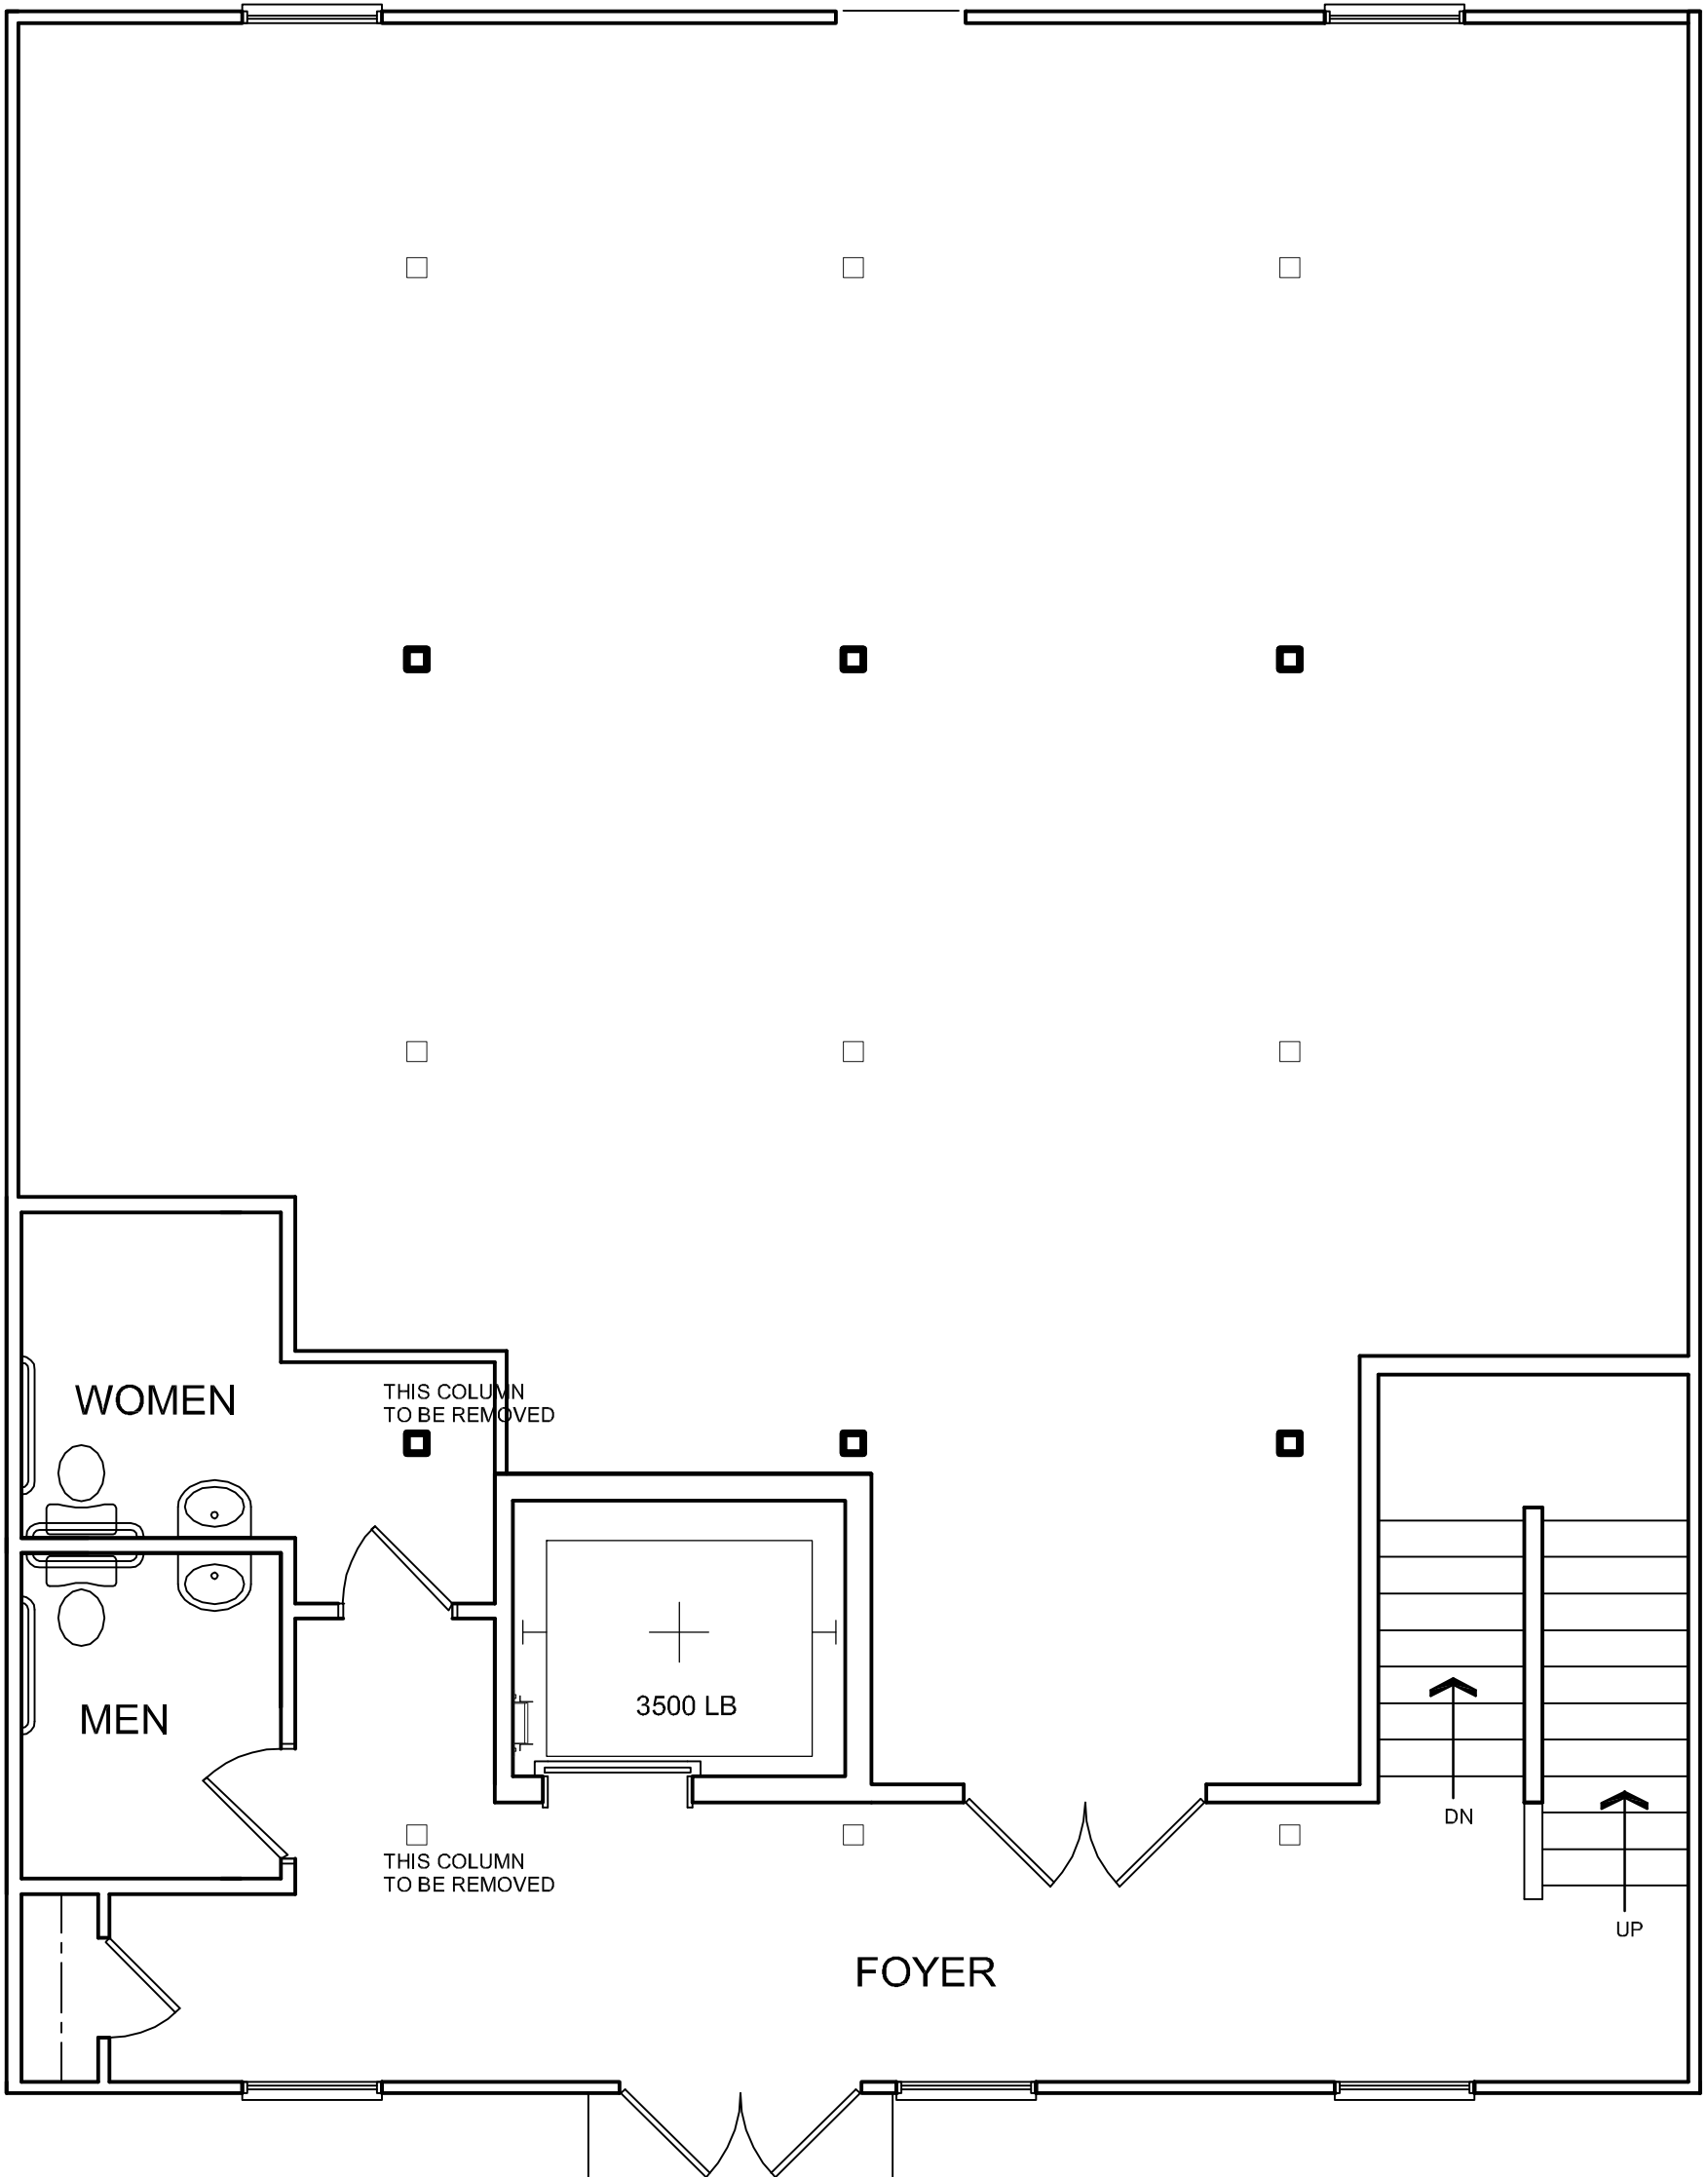 WOMEN
THIS COLUMN
TO BE REMOVED
3500 LB
MEN
DN
THIS COLUMN
TO BE REMOVED
UP
FOYER